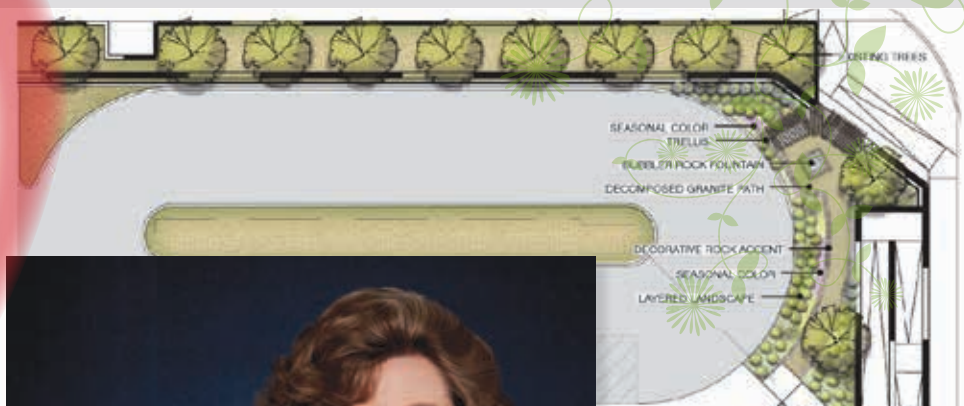 EXISTING TREES
SEASONAL COLOR
TRELLIS
BUBBLER ROCK FOUNTAIN
DECOMPOSED GRANITE PATH
DECORATIVE ROCK ACCENT
SEASONAL COLOR
LAYERED LANDSCAPE